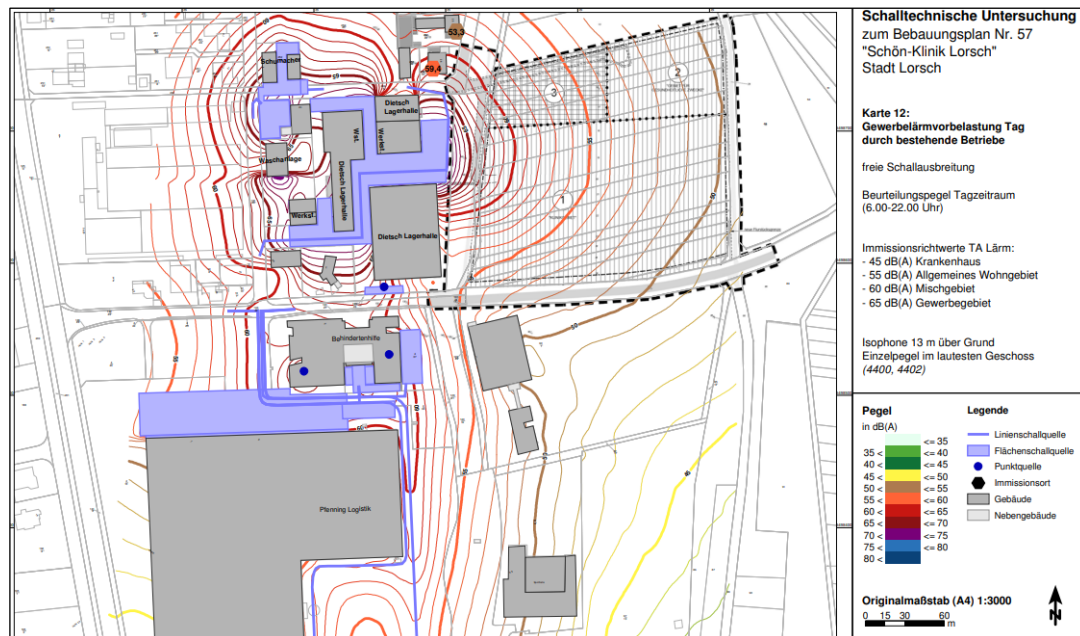 Schalltechnische Untersuchung
zum Bebauungsplan Nr. 57
"Schön-Klinik Lorsch"
Stadt Lorsch
Karte 12:
Gewerbelärmvorbelastung Tag
durch bestehende Betriebe
freie Schallausbreitung
Beurteilungspegel Tagzeitraum
(6.00-22.00 Uhr)
Immissionsrichtwerte TA Lärm:
- 45 dB(A) Krankenhaus
- 55 dB(A) Allgemeines Wohngebiet
- 60 dB(A) Mischgebiet
- 65 dB(A) Gewerbegebiet
Isophone 13 m über Grund
Einzelpegel im lautesten Geschoss
(4400, 4402)
Pegel
in dB(A)
<= 35
35 < <= 40
40 < <= 45
45 < <= 50
50 < <= 55
55 < <= 60
60 < <= 65
65 < <= 70
70 < <= 75
75 < <= 80
80 <
Legende
Linienschallquelle
Flächenschallquelle
Punktquelle
Immissionsort
Gebäude
Nebengebäude
Originalmaßstab (A4) 1:3000
0 15 30 60
m
N
53,3
59,4
Schumacher
Dietsch
Lagerhalle
Wst.
Werkst.
Waschanlage
Dietsch Lagerhalle
Werkst.
Dietsch Lagerhalle
Behindertenhilfe
Pfenning Logistik
1
2
3